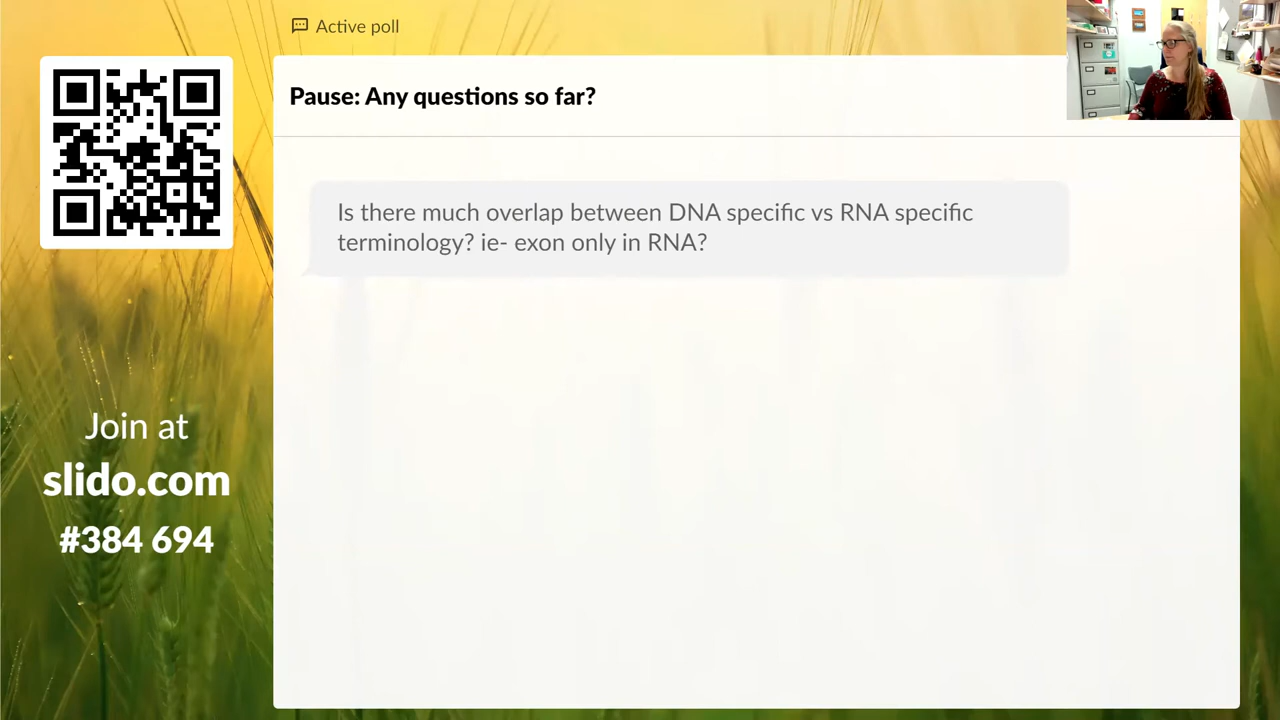 Active poll
Pause: Any questions so far?
Is there much overlap between DNA specific vs RNA specific
terminology? ie- exon only in RNA?
Join at
slido.com
#384 694